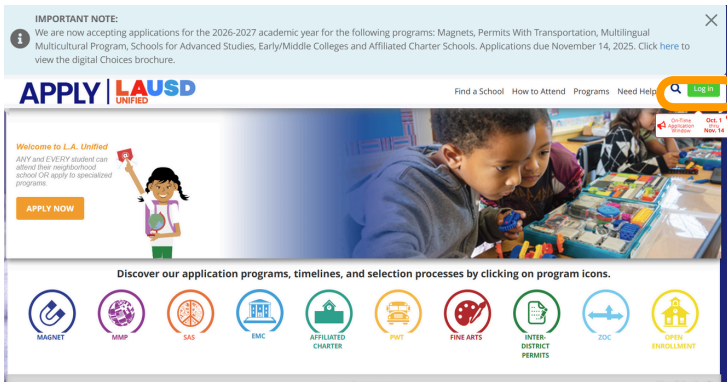 IMPORTANT NOTE:
We are now accepting applications for the 2026-2027 academic year for the following programs: Magnets, Permits With Transportation, Multilingual
Multicultural Program, Schools for Advanced Studies, Early/Middle Colleges and Affiliated Charter Schools. Applications due November 14, 2025. Click here to
view the digital Choices brochure.
APPLY | LAUSD
UNIFIED
Find a School How to Attend Programs Need Help
Log in
On-Time
Application
Window
Oct. 1
thru
Nov. 14
Welcome to L.A. Unified
ANY and EVERY student can
attend their neighborhood
school OR apply to specialized
programs.
APPLY NOW
Discover our application programs, timelines, and selection processes by clicking on program icons.
MAGNET
MMP
SAS
EMC
AFFILIATED
CHARTER
PWT
FINE ARTS
INTER-
DISTRICT
PERMITS
ZOC
OPEN
ENROLLMENT